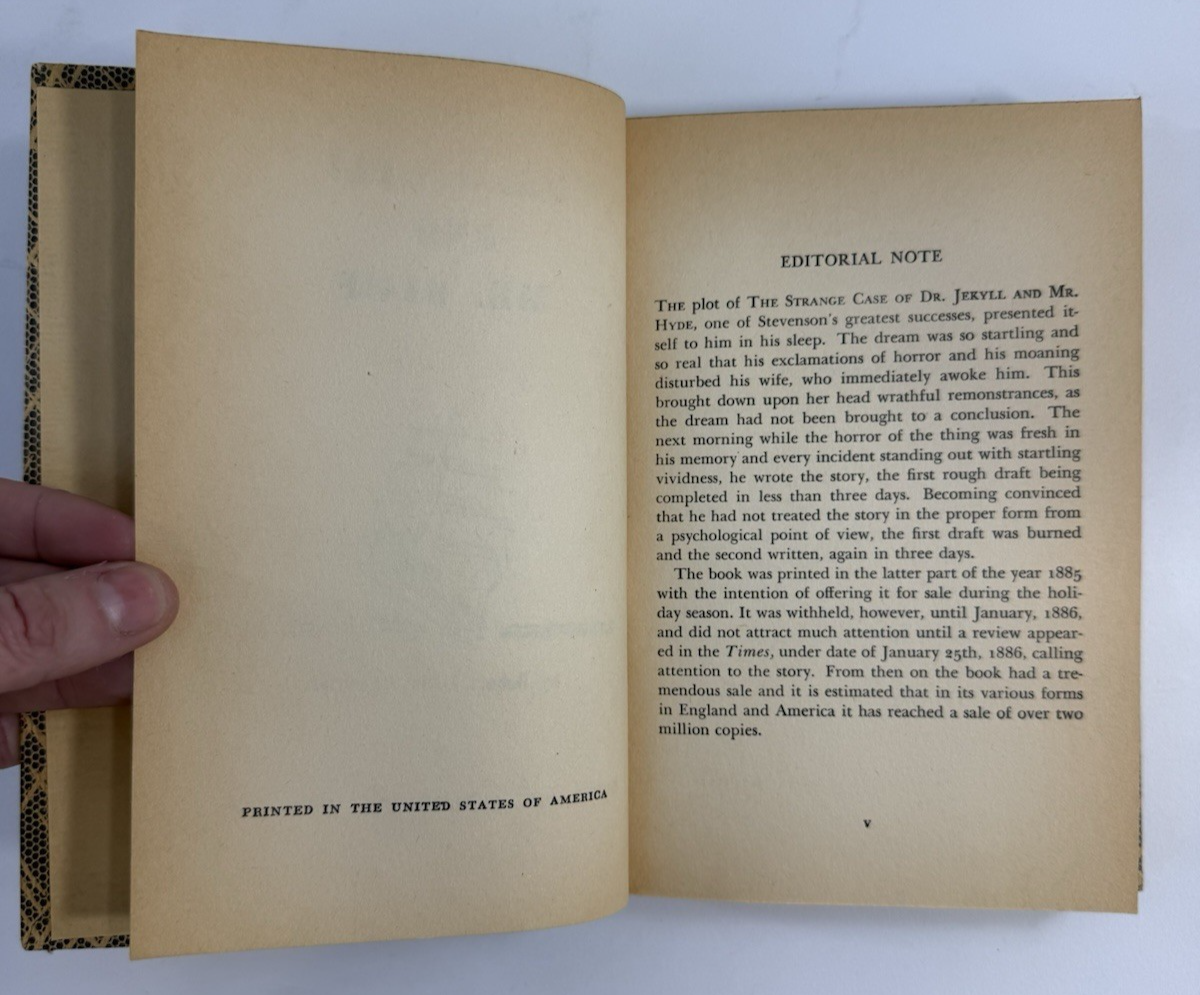 PRINTED IN THE UNITED STATES OF AMERICA
EDITORIAL NOTE
THE plot of THE STRANGE CASE OF DR. JEKYLL AND MR.
HYDE, one of Stevenson's greatest successes, presented it-
self to him in his sleep. The dream was so startling and
so real that his exclamations of horror and his moaning
disturbed his wife, who immediately awoke him. This
brought down upon her head wrathful remonstrances, as
the dream had not been brought to a conclusion. The
next morning while the horror of the thing was fresh in
his memory and every incident standing out with startling
vividness, he wrote the story, the first rough draft being
completed in less than three days. Becoming convinced
that he had not treated the story in the proper form from
a psychological point of view, the first draft was burned
and the second written, again in three days.
The book was printed in the latter part of the year 1885
with the intention of offering it for sale during the holi-
day season. It was withheld, however, until January, 1886,
and did not attract much attention until a review appear-
ed in the Times, under date of January 25th, 1886, calling
attention to the story. From then on the book had a tre-
mendous sale and it is estimated that in its various forms
in England and America it has reached a sale of over two
million copies.
v